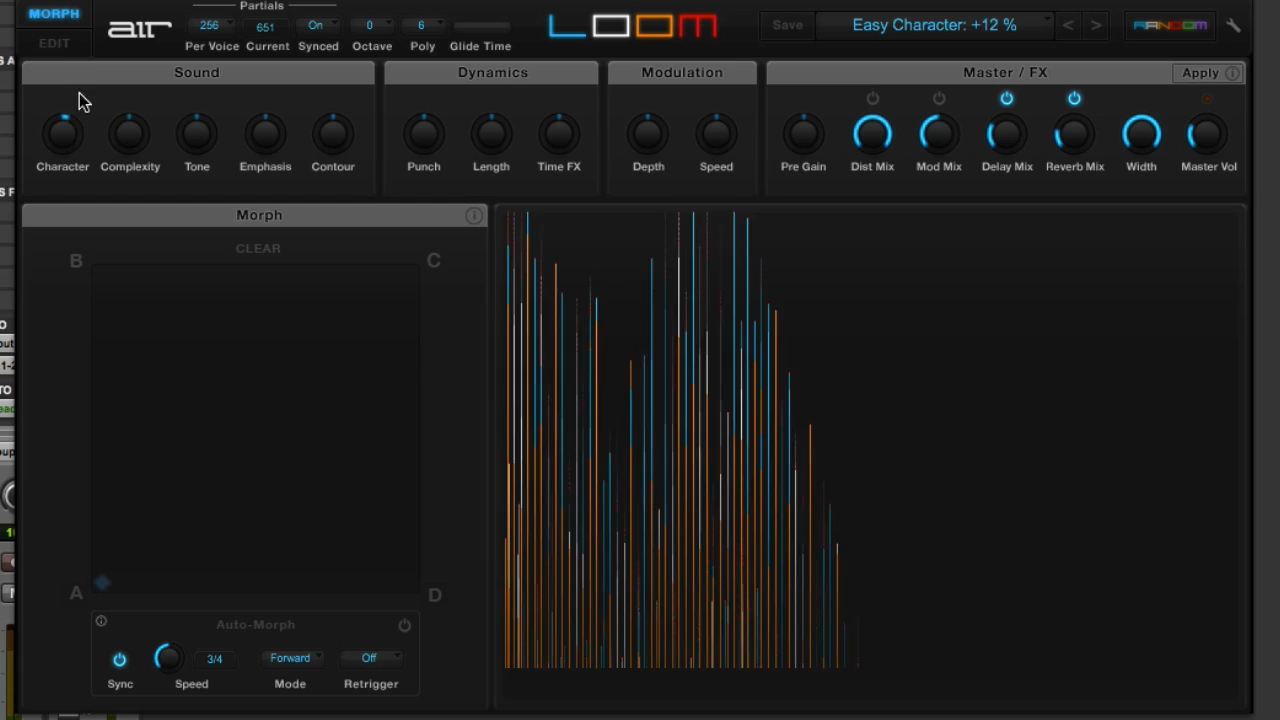 MORPH
EDIT
aır
Partials
256
651
On
0
6
Per Voice
Current
Synced
Octave
Poly
Glide Time
LOOM
Save
Easy Character: +12 %
<
>
RANDOM
Sound
Dynamics
Modulation
Master / FX
Apply
Character
Complexity
Tone
Emphasis
Contour
Punch
Length
Time FX
Depth
Speed
Pre Gain
Dist Mix
Mod Mix
Delay Mix
Reverb Mix
Width
Master Vol
Morph
CLEAR
B
C
A
D
Auto-Morph
3/4
Forward
Off
Sync
Speed
Mode
Retrigger